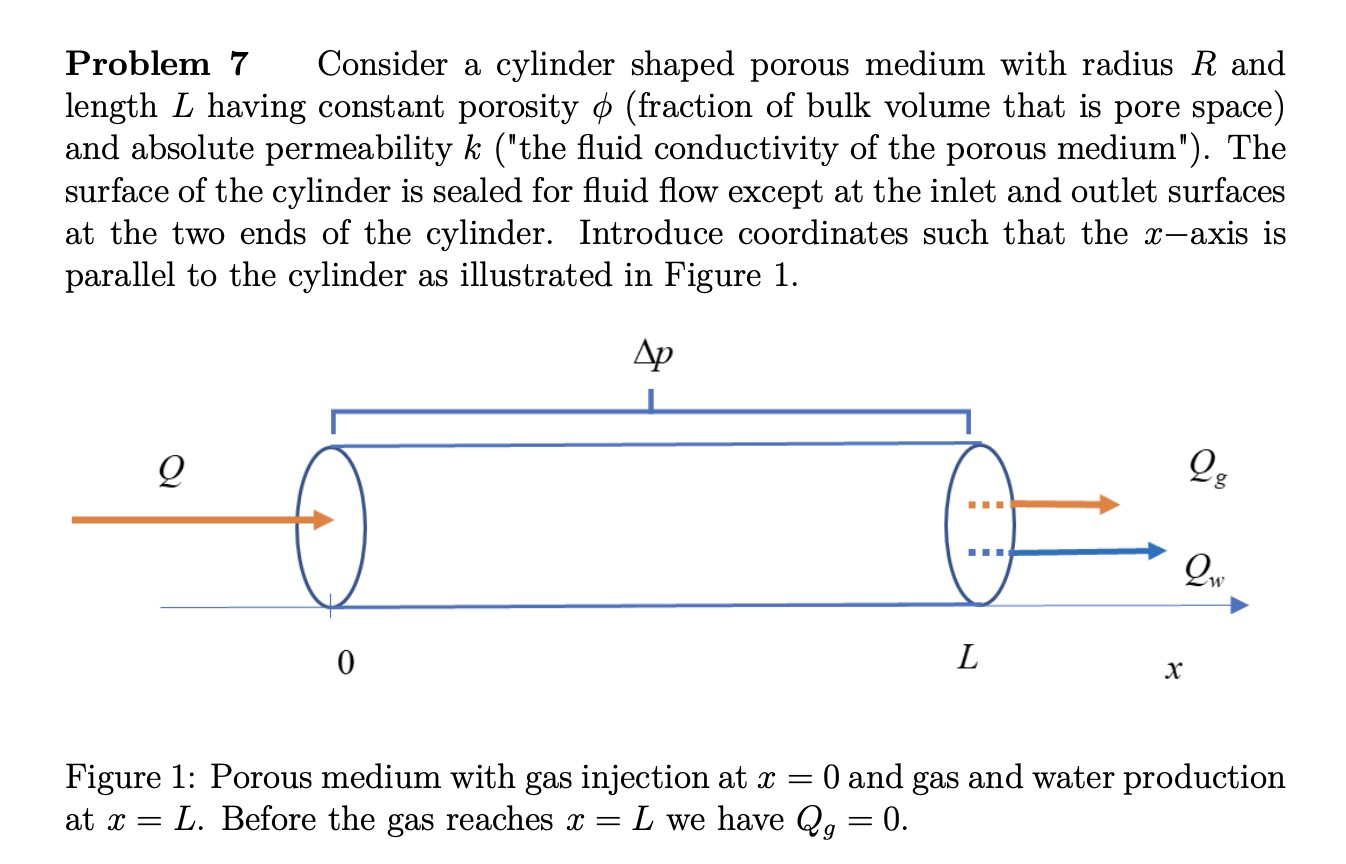 Problem 7 Consider a cylinder shaped porous medium with radius R and
length L having constant porosity ϕ (fraction of bulk volume that is pore space)
and absolute permeability k ("the fluid conductivity of the porous medium"). The
surface of the cylinder is sealed for fluid flow except at the inlet and outlet surfaces
at the two ends of the cylinder. Introduce coordinates such that the x−axis is
parallel to the cylinder as illustrated in Figure 1.
Δp
Q
Q_g
Q_w
0
L
x
Figure 1: Porous medium with gas injection at x = 0 and gas and water production
at x = L. Before the gas reaches x = L we have Q_g = 0.